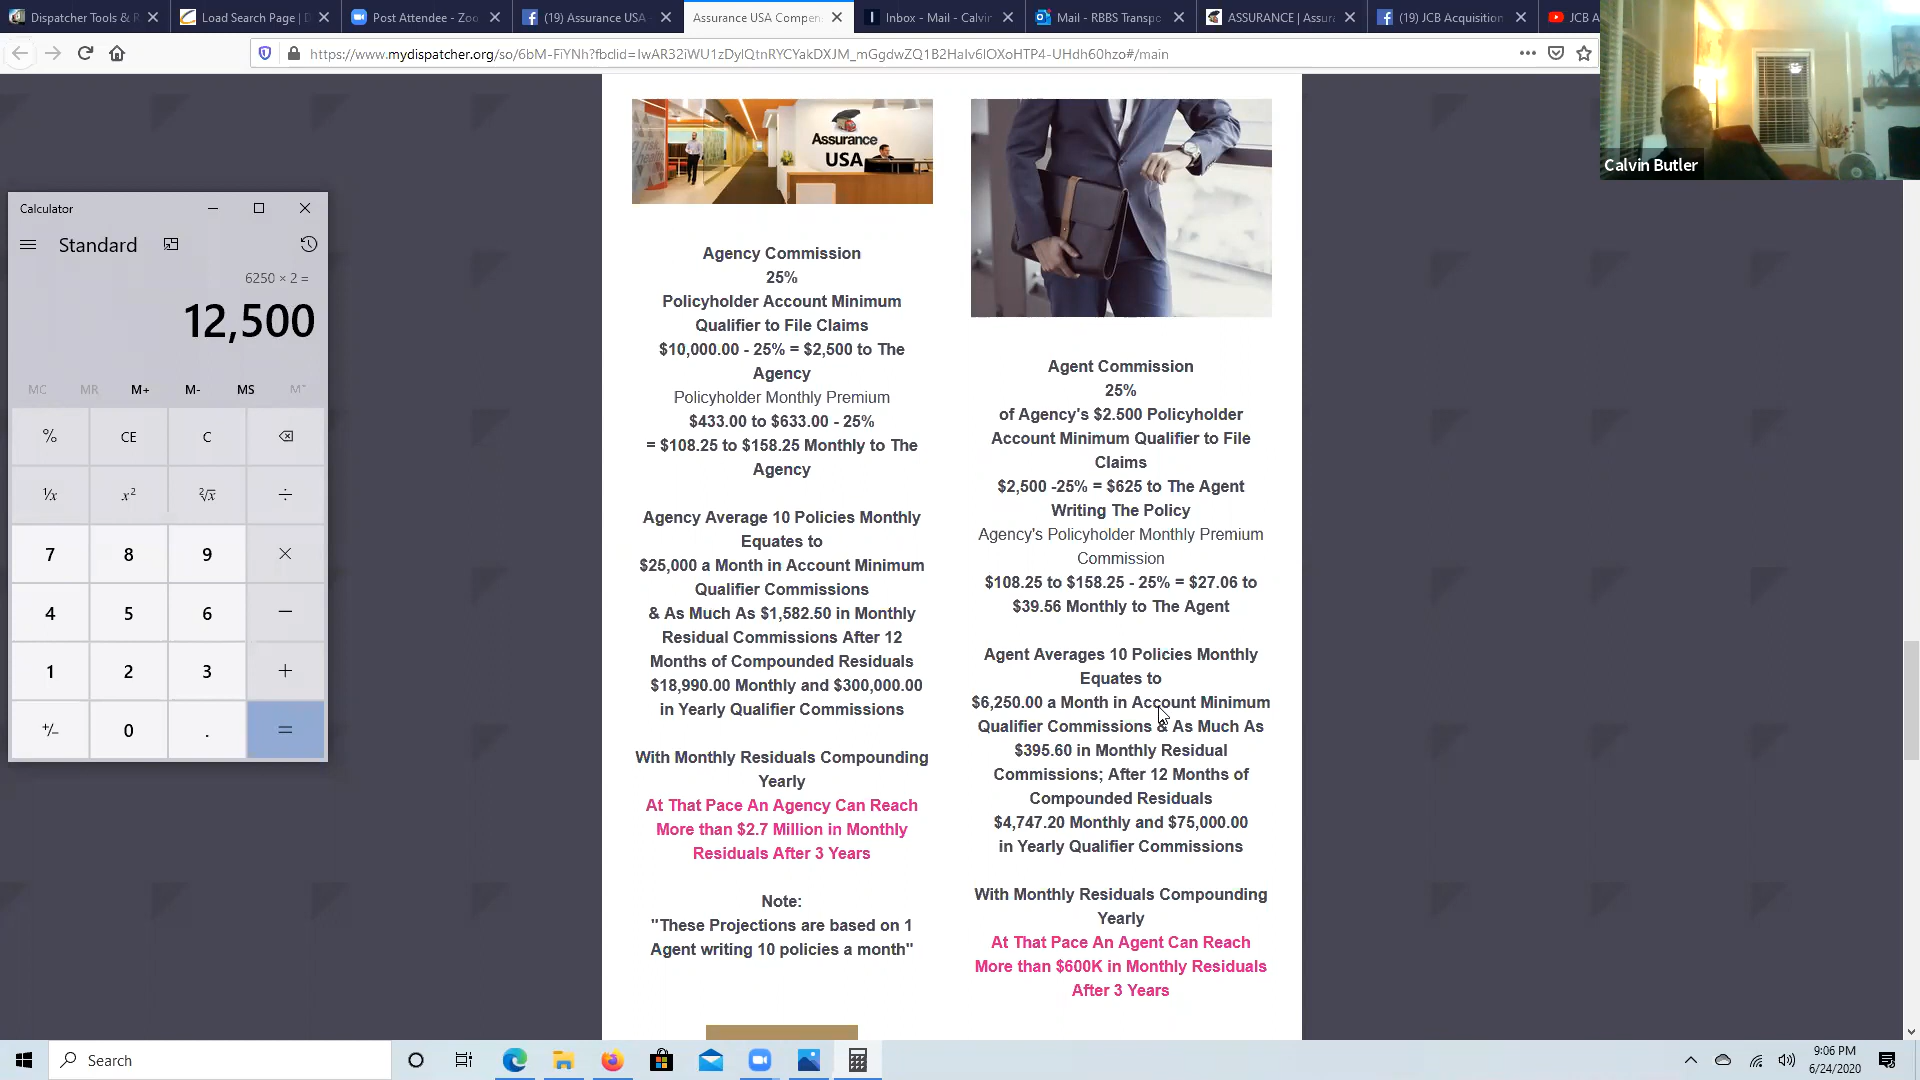 Dispatcher Tools & R
Load Search Page | D
Post Attendee - Zoo
(19) Assurance USA -
Assurance USA Compen
Inbox - Mail - Calvin
Mail - RBBS Transpo
ASSURANCE | Assura
(19) JCB Acquisition
JCB A
https://www.mydispatcher.org/so/6bM-FiYNh?fbclid=IwAR32iWU1zDylQtnRYCYakDXJM_mGgdwZQ1B2HaIv6IOXoHTP4-UHdh60hzo#/main
Calvin Butler
Calculator
Standard
6250 × 2 =
12,500
MC MR M+ M- MS M˅
% CE C
¹/x x² ²√x ÷
7 8 9 ×
4 5 6 −
1 2 3 +
+/− 0 . =
Assurance
USA
Agency Commission
25%
Policyholder Account Minimum
Qualifier to File Claims
$10,000.00 - 25% = $2,500 to The
Agency
Policyholder Monthly Premium
$433.00 to $633.00 - 25%
= $108.25 to $158.25 Monthly to The
Agency
Agency Average 10 Policies Monthly
Equates to
$25,000 a Month in Account Minimum
Qualifier Commissions
& As Much As $1,582.50 in Monthly
Residual Commissions After 12
Months of Compounded Residuals
$18,990.00 Monthly and $300,000.00
in Yearly Qualifier Commissions
With Monthly Residuals Compounding
Yearly
At That Pace An Agency Can Reach
More than $2.7 Million in Monthly
Residuals After 3 Years
Note:
"These Projections are based on 1
Agent writing 10 policies a month"
Agent Commission
25%
of Agency's $2.500 Policyholder
Account Minimum Qualifier to File
Claims
$2,500 -25% = $625 to The Agent
Writing The Policy
Agency's Policyholder Monthly Premium
Commission
$108.25 to $158.25 - 25% = $27.06 to
$39.56 Monthly to The Agent
Agent Averages 10 Policies Monthly
Equates to
$6,250.00 a Month in Account Minimum
Qualifier Commissions & As Much As
$395.60 in Monthly Residual
Commissions; After 12 Months of
Compounded Residuals
$4,747.20 Monthly and $75,000.00
in Yearly Qualifier Commissions
With Monthly Residuals Compounding
Yearly
At That Pace An Agent Can Reach
More than $600K in Monthly Residuals
After 3 Years
Search
9:06 PM
6/24/2020